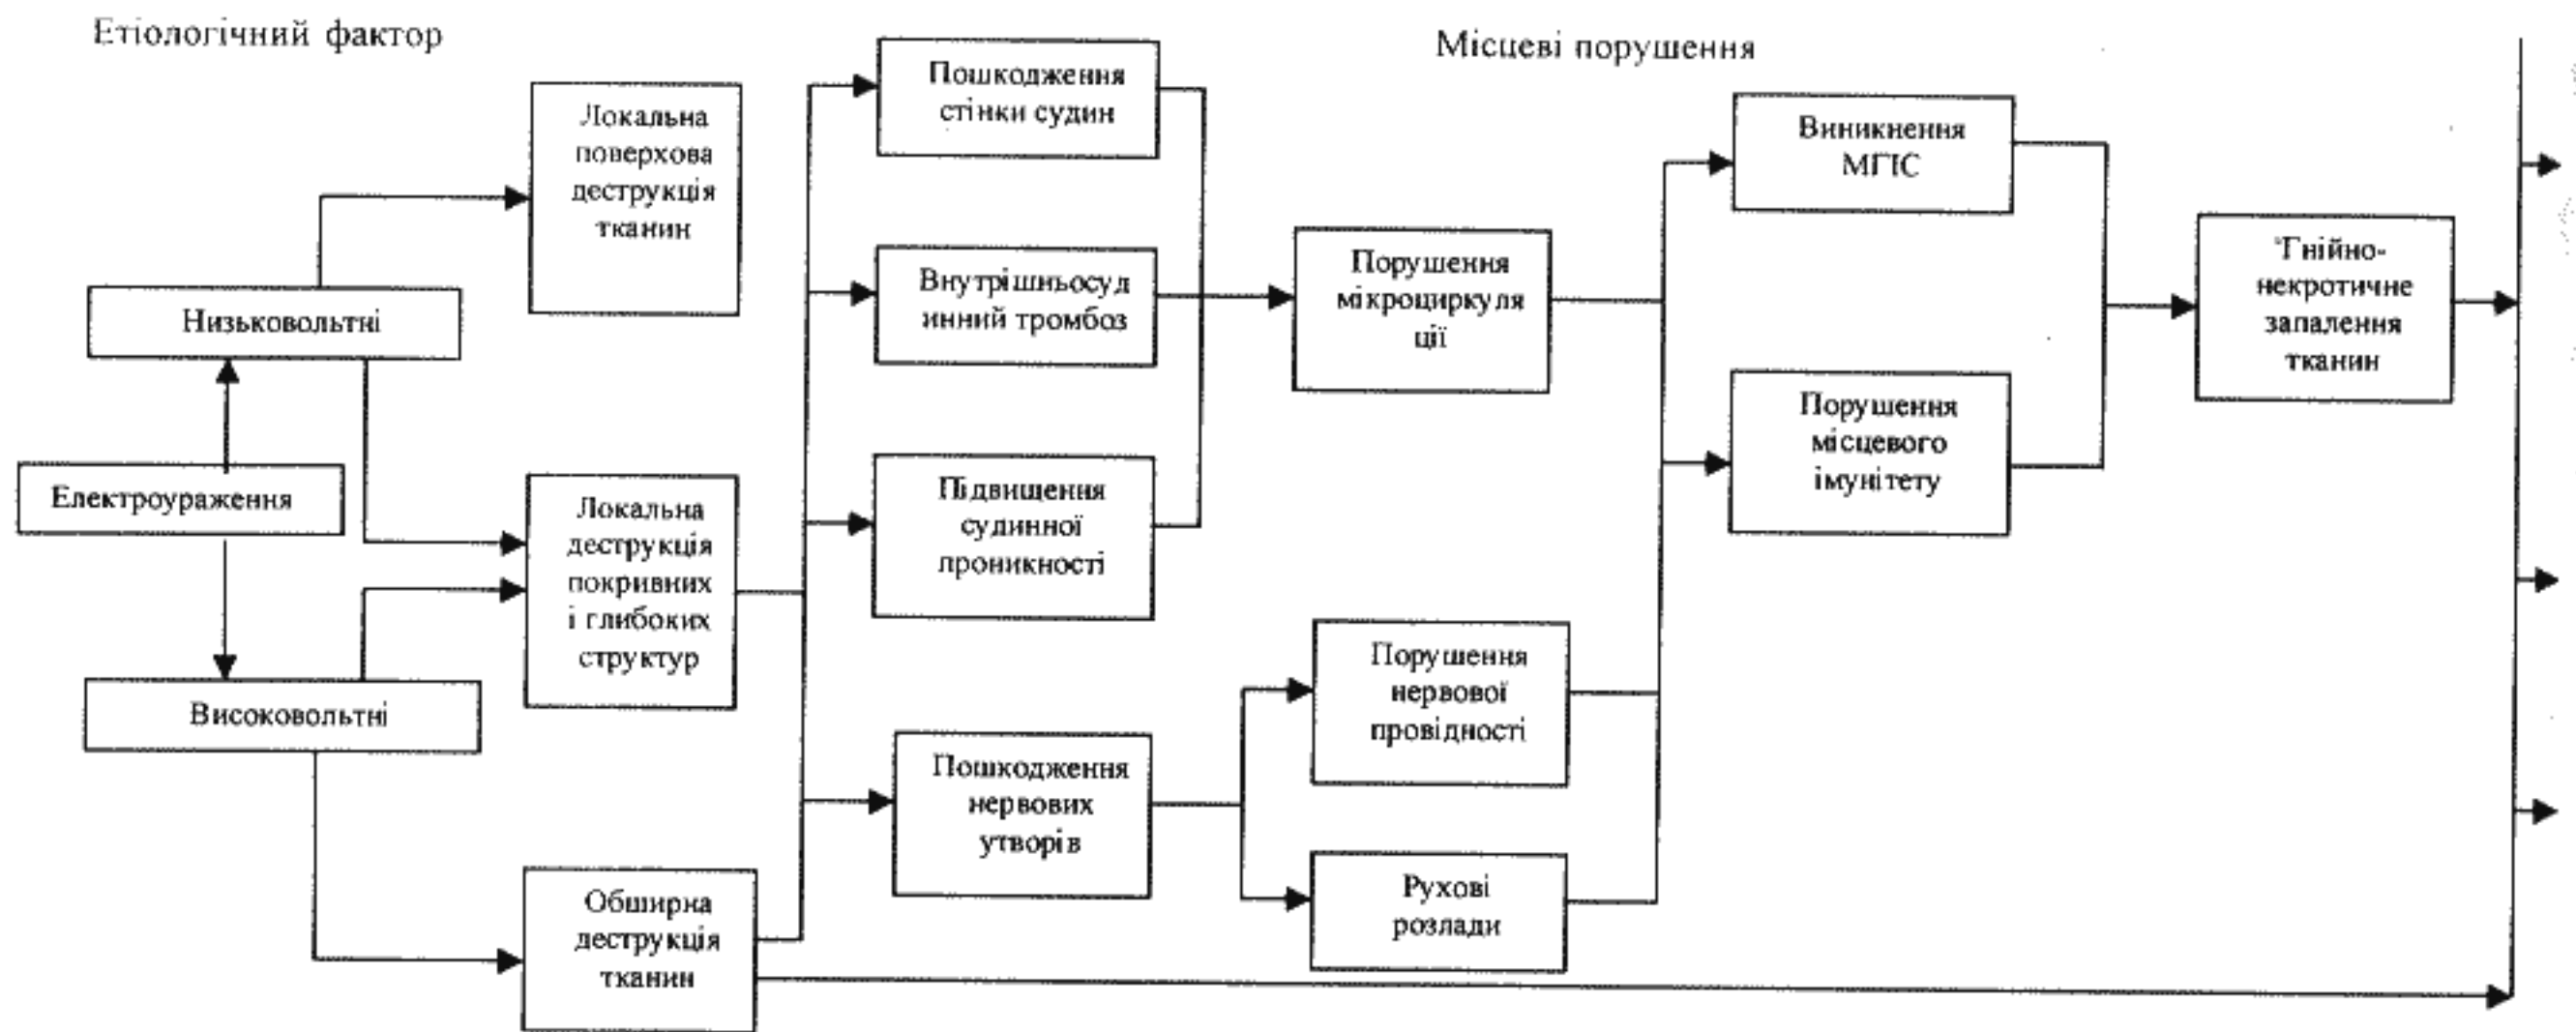 Етіологічний фактор
Місцеві порушення
Локальна
поверхова
деструкція
тканин
Низьковольтні
Електроураження
Високовольтні
Локальна
деструкція
покривних
і глибоких
структур
Обширна
деструкція
тканин
Пошкодження
стінки судин
Внутрішньосуд
инний тромбоз
Підвищення
судинної
проникності
Пошкодження
нервових
утворів
Порушення
мікроциркуля
ції
Порушення
нервової
провідності
Рухові
розлади
Виникнення
МГІС
Порушення
місцевого
імунітету
Гнійно-
некротичне
запалення
тканин